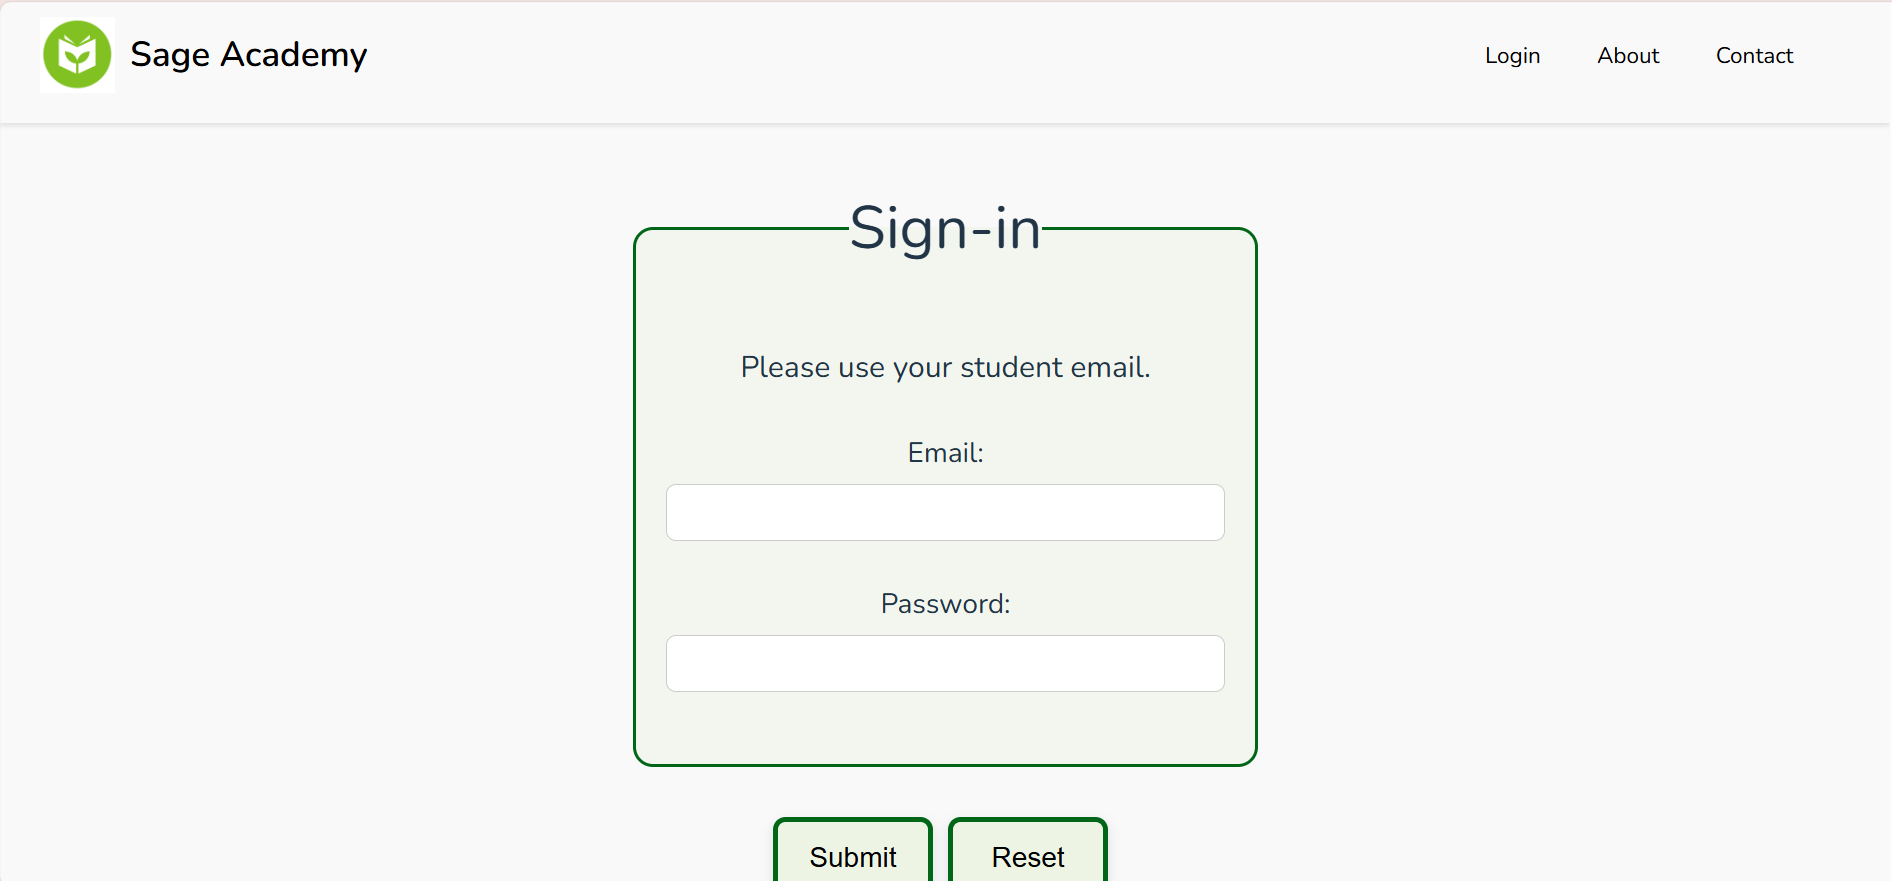 Sage Academy
Login About Contact
Sign-in
Please use your student email.
Email:
Password:
Submit Reset